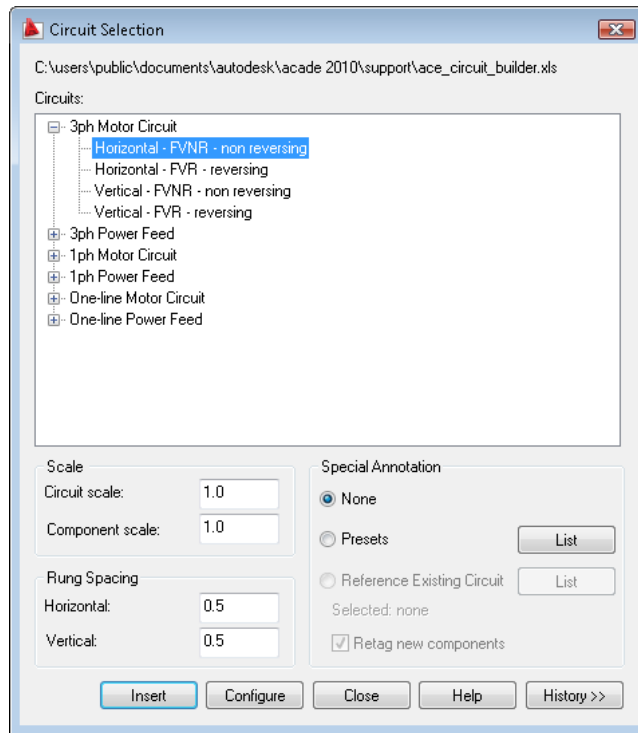 Circuit Selection
C:\users\public\documents\autodesk\acade 2010\support\ace_circuit_builder.xls
Circuits:
3ph Motor Circuit
Horizontal - FVNR - non reversing
Horizontal - FVR - reversing
Vertical - FVNR - non reversing
Vertical - FVR - reversing
3ph Power Feed
1ph Motor Circuit
1ph Power Feed
One-line Motor Circuit
One-line Power Feed
Scale
Circuit scale: 1.0
Component scale: 1.0
Rung Spacing
Horizontal: 0.5
Vertical: 0.5
Special Annotation
None
Presets List
Reference Existing Circuit List
Selected: none
Retag new components
Insert Configure Close Help History >>